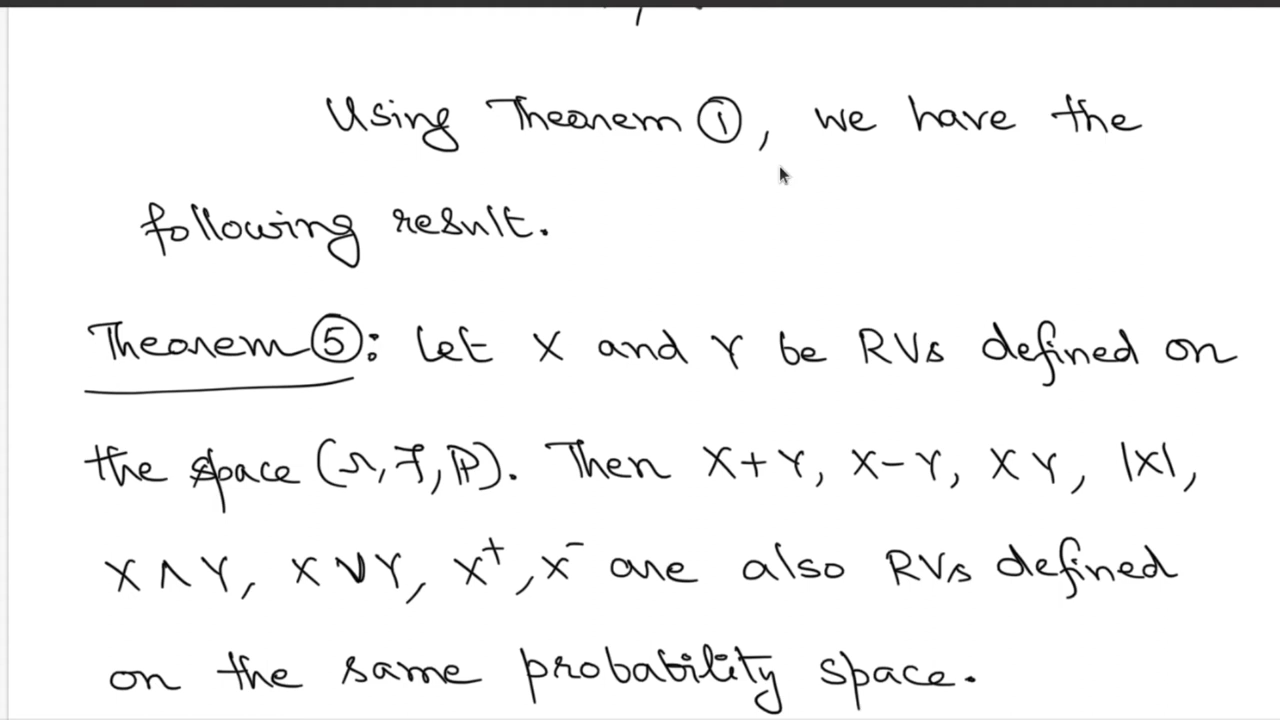 Using Theorem ①, we have the
following result.
Theorem ⑤: Let X and Y be RVs defined on
the space (Ω, F, P). Then X+Y, X-Y, XY, |X|,
X∧Y, X∨Y, X⁺, X⁻ are also RVs defined
on the same probability space.